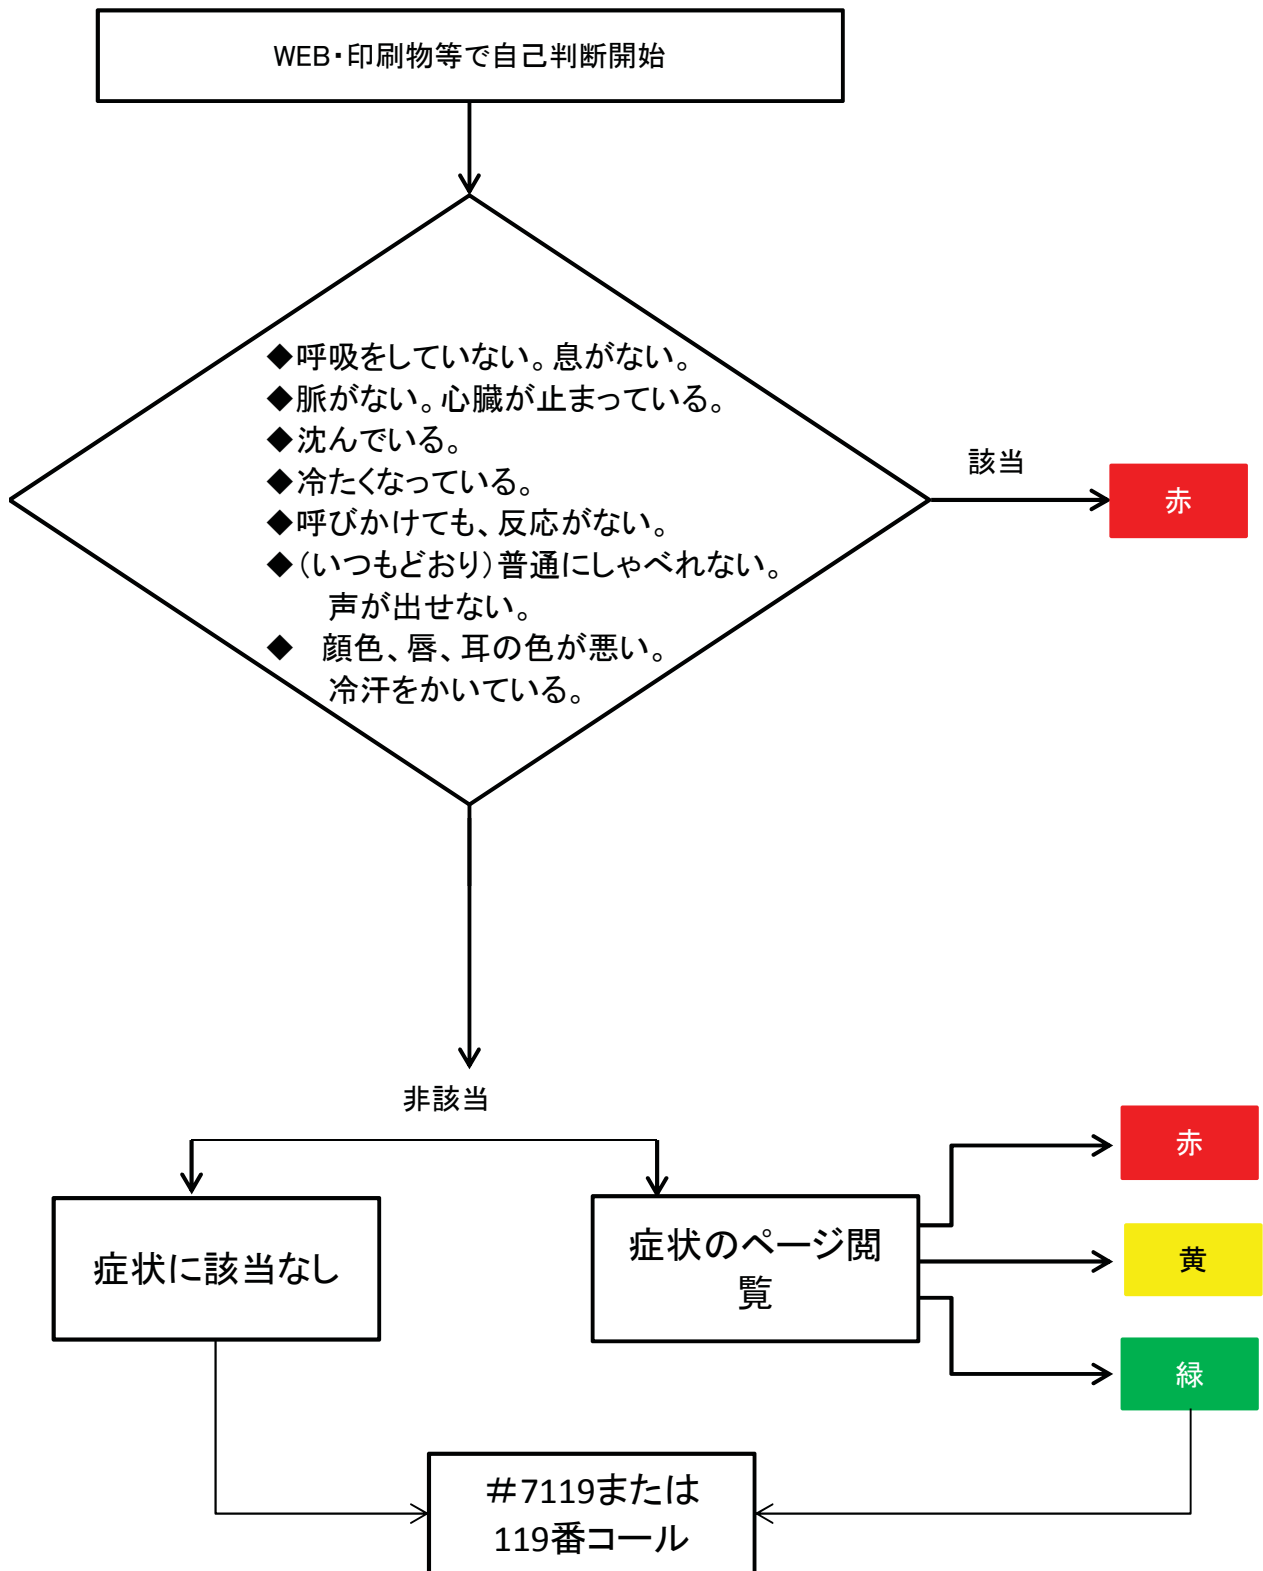 WEB・印刷物等で自己判断開始
◆呼吸をしていない。息がない。
◆脈がない。心臓が止まっている。
◆沈んでいる。
◆冷たくなっている。
◆呼びかけても、反応がない。
◆(いつもどおり)普通にしゃべれない。
声が出せない。
◆ 顔色、唇、耳の色が悪い。
冷汗をかいている。
該当
赤
非該当
症状に該当なし
症状のページ閲
覧
赤
黄
緑
＃7119または
119番コール